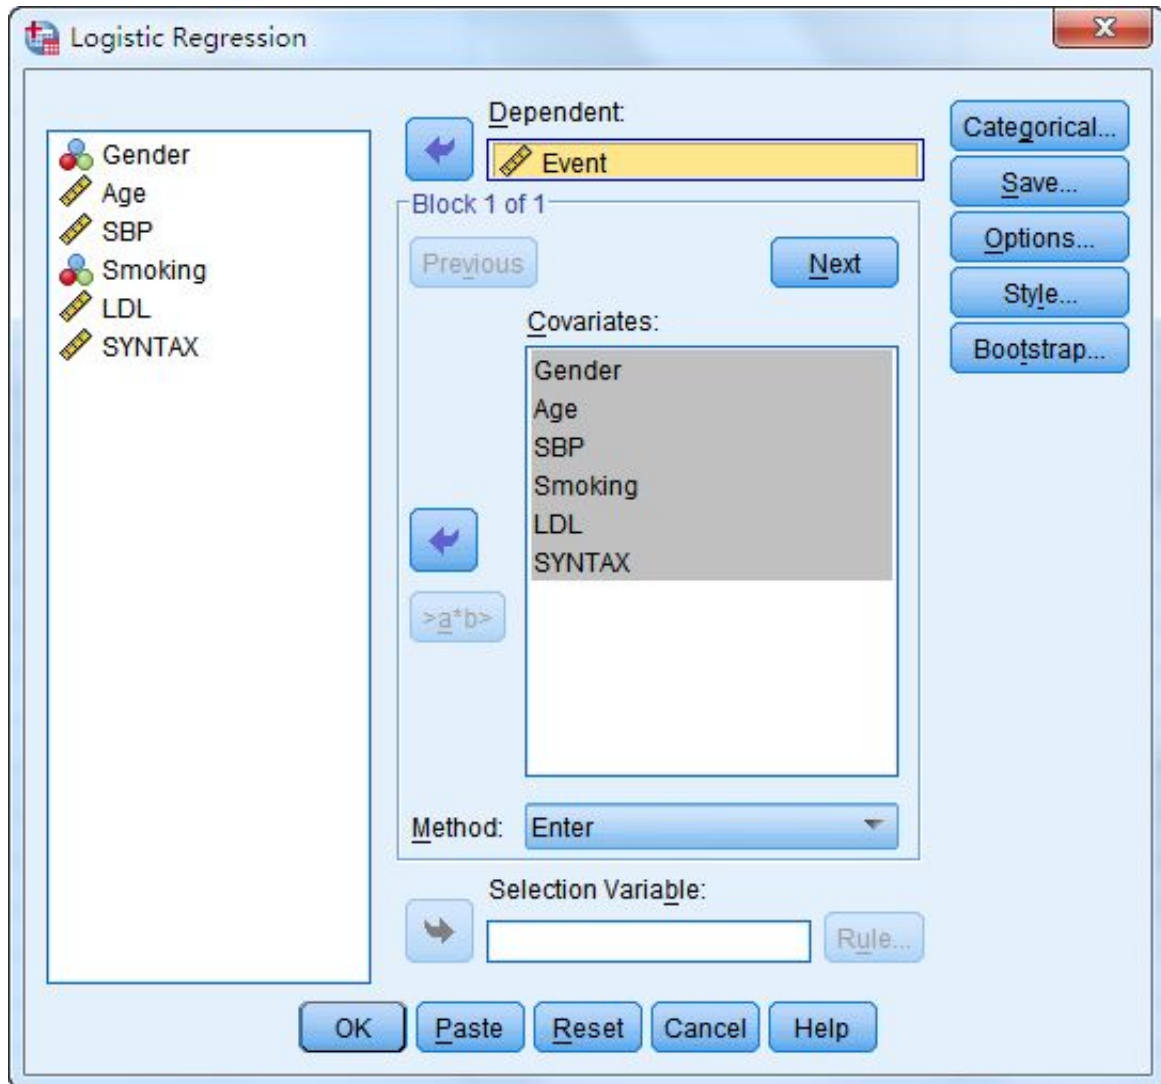 Logistic Regression
Gender
Age
SBP
Smoking
LDL
SYNTAX
Dependent:
Event
Block 1 of 1
Previous
Next
Covariates:
Gender
Age
SBP
Smoking
LDL
SYNTAX
>a*b>
Method: Enter
Selection Variable:
Rule...
Categorical...
Save...
Options...
Style...
Bootstrap...
OK Paste Reset Cancel Help